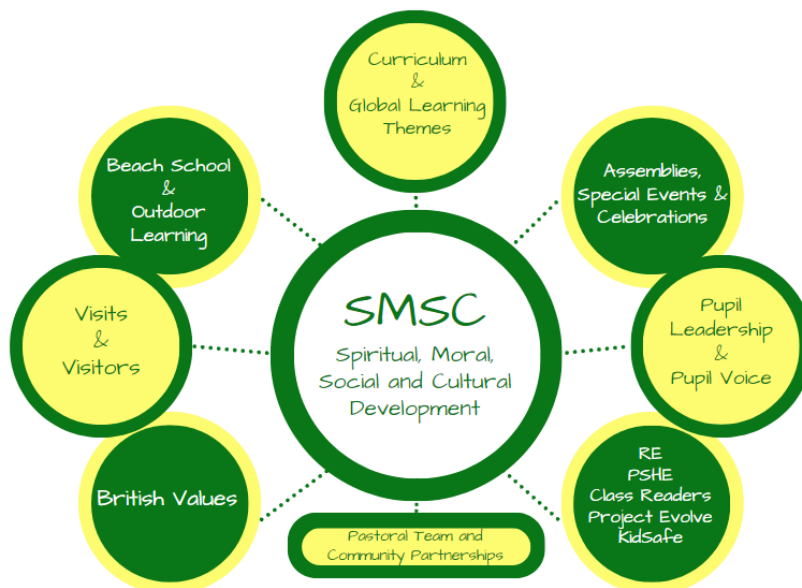 Curriculum
&
Global Learning
Themes
Beach School
&
Outdoor
Learning
Assemblies,
Special Events &
Celebrations
Visits
&
Visitors
SMSC
Spiritual, Moral,
Social and Cultural
Development
Pupil
Leadership
&
Pupil Voice
British Values
RE
PSHE
Class Readers
Project Evolve
KidSafe
Pastoral Team and
Community Partnerships